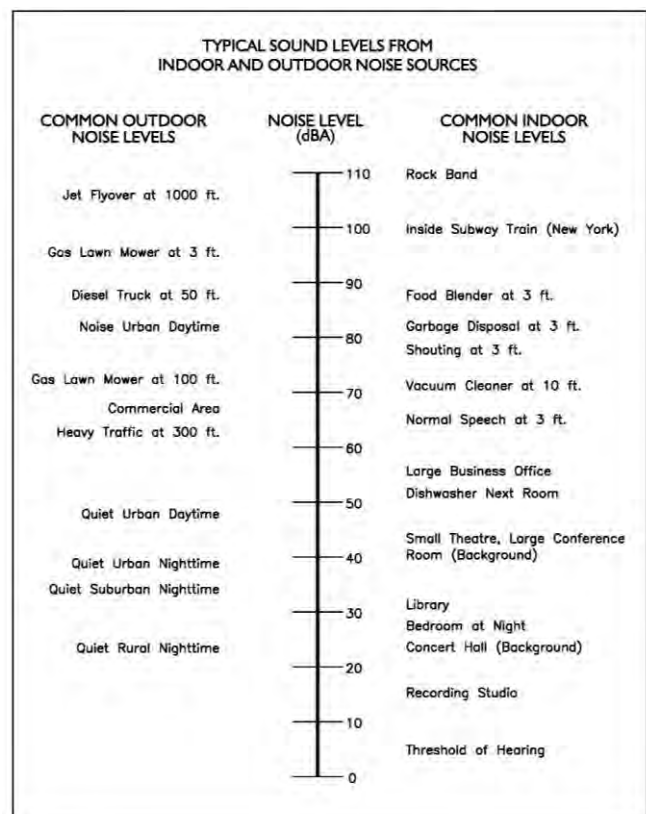 TYPICAL SOUND LEVELS FROM
INDOOR AND OUTDOOR NOISE SOURCES
COMMON OUTDOOR
NOISE LEVELS
NOISE LEVEL
(dBA)
COMMON INDOOR
NOISE LEVELS
110
Rock Band
Jet Flyover at 1000 ft.
100
Inside Subway Train (New York)
Gas Lawn Mower at 3 ft.
90
Diesel Truck at 50 ft.
Food Blender at 3 ft.
Noise Urban Daytime
Garbage Disposal at 3 ft.
80
Shouting at 3 ft.
Gas Lawn Mower at 100 ft.
Vacuum Cleaner at 10 ft.
70
Commercial Area
Normal Speech at 3 ft.
Heavy Traffic at 300 ft.
60
Large Business Office
Dishwasher Next Room
50
Quiet Urban Daytime
Small Theatre, Large Conference
Room (Background)
40
Quiet Urban Nighttime
Quiet Suburban Nighttime
Library
30
Bedroom at Night
Quiet Rural Nighttime
Concert Hall (Background)
20
Recording Studio
10
Threshold of Hearing
0